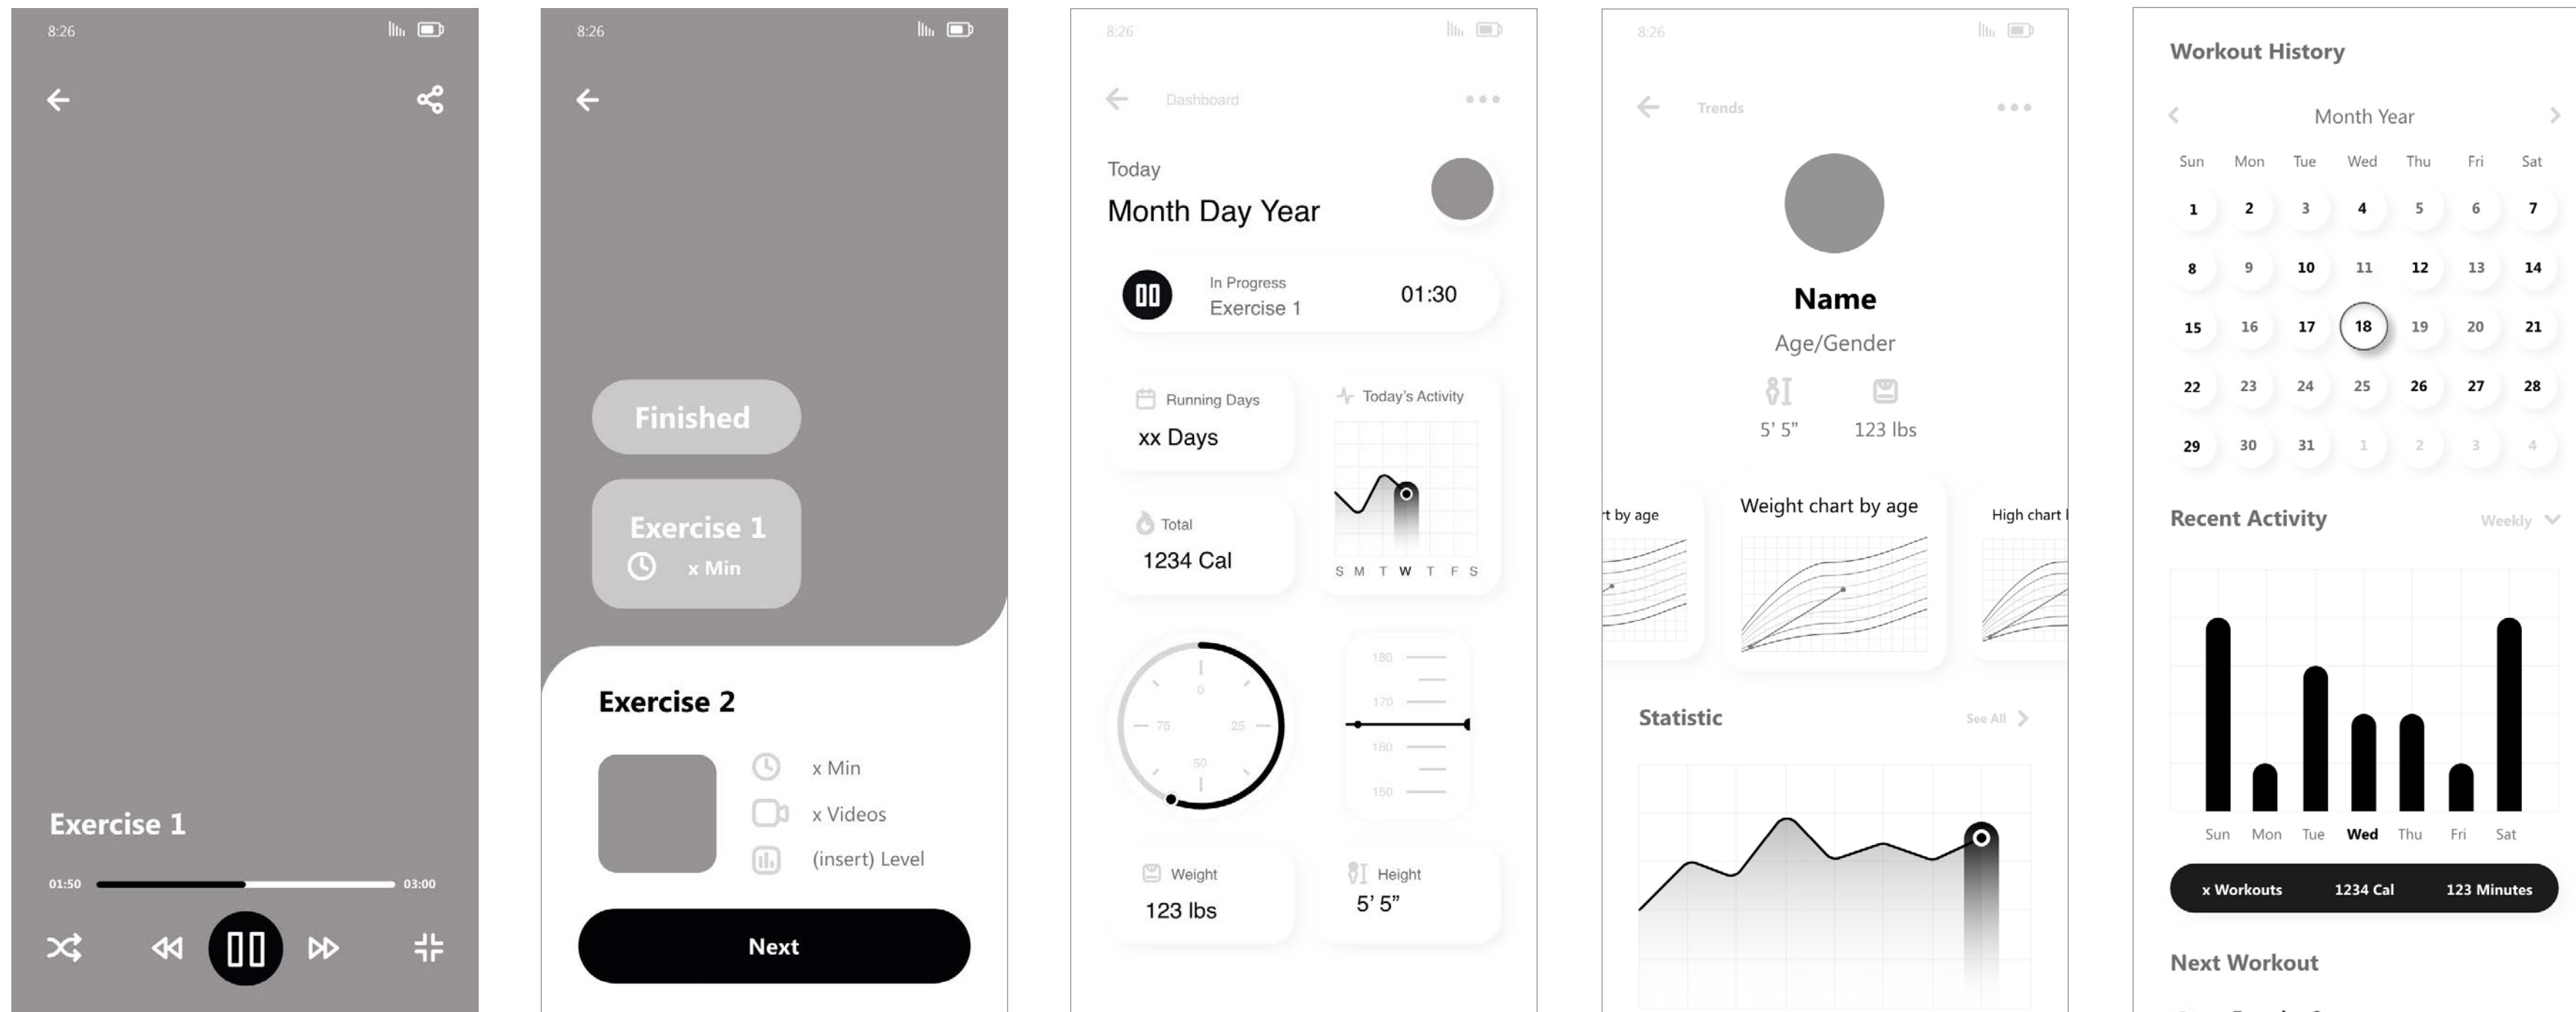 8:26
Exercise 1
01:50
03:00
8:26
Finished
Exercise 1
x Min
Exercise 2
x Min
x Videos
(insert) Level
Next
8:26
Dashboard
Today
Month Day Year
In Progress
Exercise 1
01:30
Running Days
xx Days
Total
1234 Cal
Today's Activity
S M T W T F S
0
25
50
75
180
170
160
150
Weight
123 lbs
Height
5' 5”
8:26
Trends
Name
Age/Gender
5' 5”
123 lbs
rt by age
Weight chart by age
High chart
Statistic
See All
Workout History
Month Year
Sun Mon Tue Wed Thu Fri Sat
1 2 3 4 5 6 7
8 9 10 11 12 13 14
15 16 17 18 19 20 21
22 23 24 25 26 27 28
29 30 31 1 2 3 4
Recent Activity
Weekly
Sun Mon Tue Wed Thu Fri Sat
x Workouts 1234 Cal 123 Minutes
Next Workout